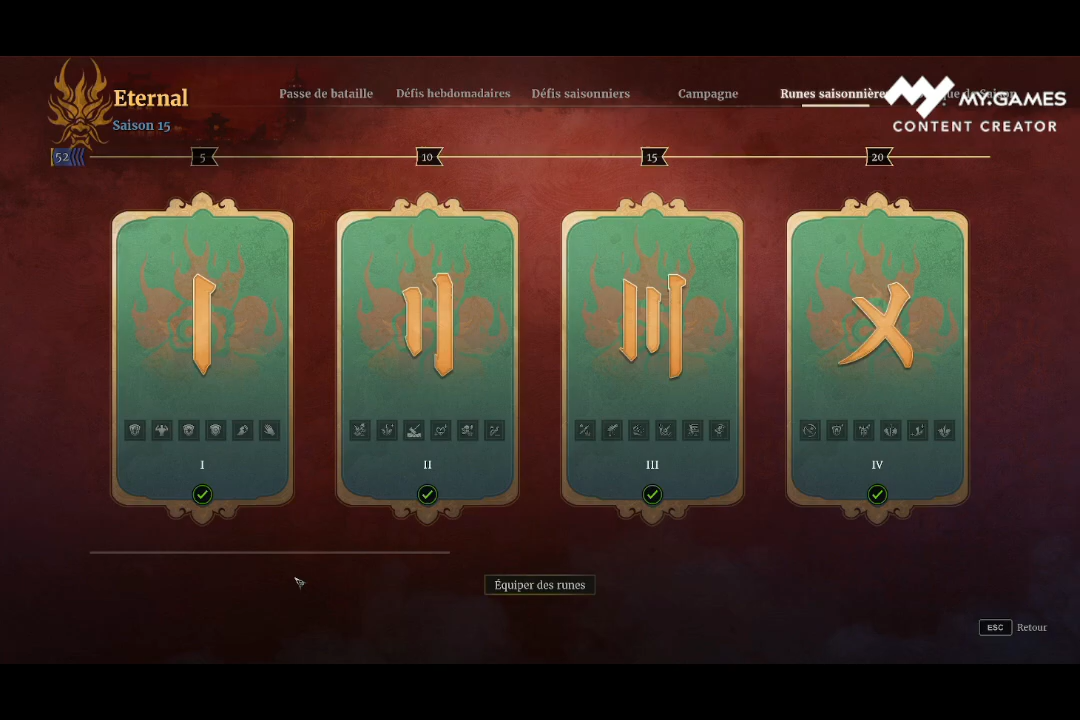 Eternal
Saison 15
Passe de bataille
Défis hebdomadaires
Défis saisonniers
Campagne
Runes saisonnière
MY.GAMES
CONTENT CREATOR
52
5
10
15
20
I
II
III
IV
Équiper des runes
ESC Retour